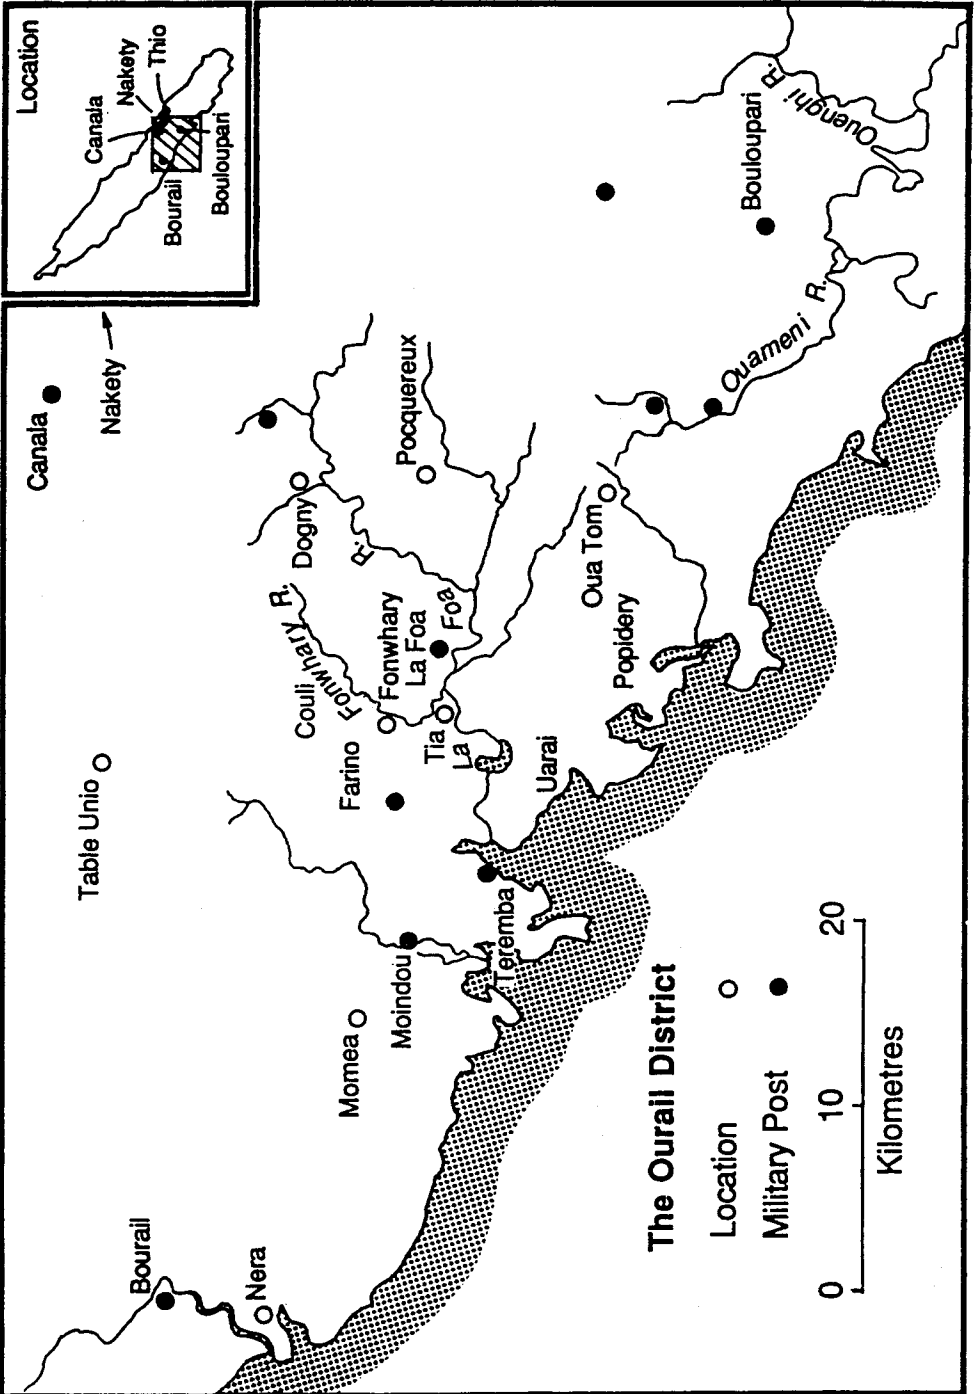 Location
Canala
Nakety
Thio
Bourail
Bouloupari
Canala
Nakety
Table Unio
Bourail
Nera
Momea
Moindou
Teremba
Farino
Couli
Fonwhary R.
Fonwhary
La Foa
Tia
La
Foa
R.
Dogny
Pocquereux
Uarai
Popidery
Oua Tom
Ouameni R.
Bouloupari
Ouenghi R.
The Ourail District
Location
Military Post
0 10 20
Kilometres